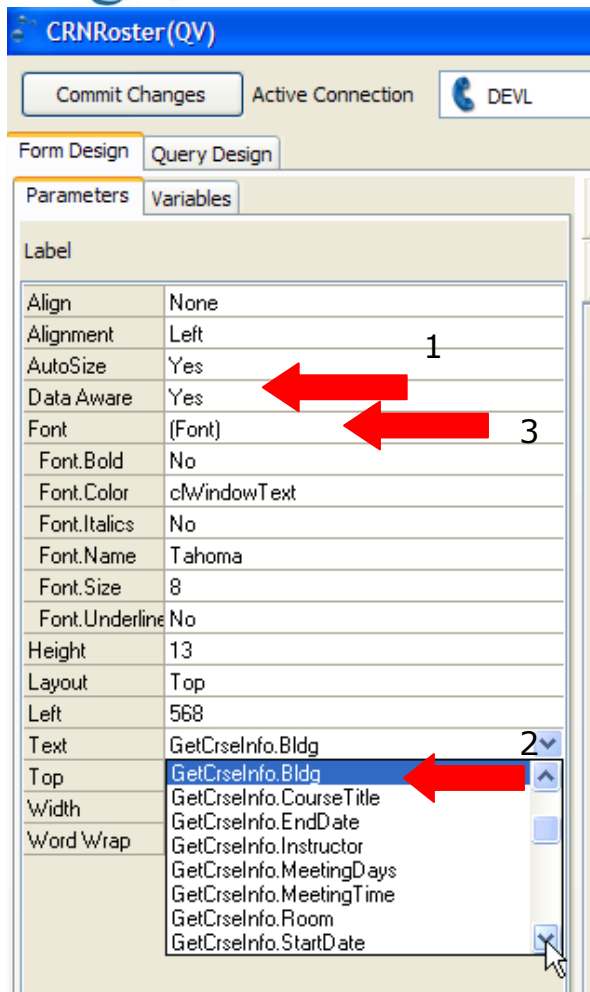 CRNRoster(QV)
Commit Changes Active Connection DEVL
Form Design Query Design
Parameters Variables
Label
Align None
Alignment Left
1
AutoSize Yes
Data Aware Yes
Font (Font)
3
Font.Bold No
Font.Color clWindowText
Font.Italics No
Font.Name Tahoma
Font.Size 8
Font.Underline No
Height 13
Layout Top
Left 568
Text GetCrseInfo.Bldg
2
Top GetCrseInfo.Bldg
Width GetCrseInfo.CourseTitle
GetCrseInfo.EndDate
Word Wrap GetCrseInfo.Instructor
GetCrseInfo.MeetingDays
GetCrseInfo.MeetingTime
GetCrseInfo.Room
GetCrseInfo.StartDate